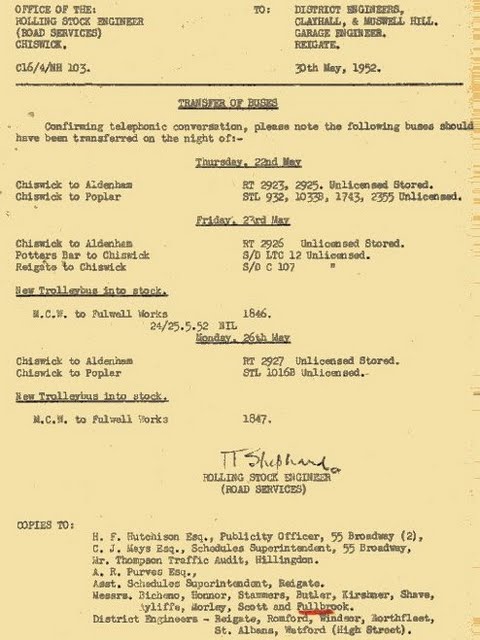 OFFICE OF THE: TO: DISTRICT ENGINEERS,
ROLLING STOCK ENGINEER CLAYHALL, & MUSWELL HILL.
(ROAD SERVICES) GARAGE ENGINEER.
CHISWICK. REIGATE.
C16/4/NH 103. 30th May, 1952.
TRANSFER OF BUSES
Confirming telephonic conversation, please note the following buses should
have been transferred on the night of:-
Thursday, 22nd May
Chiswick to Aldenham RT 2923, 2925. Unlicensed Stored.
Chiswick to Poplar STL 932, 1033B, 1743, 2355 Unlicensed.
Friday, 23rd May
Chiswick to Aldenham RT 2926 Unlicensed Stored.
Potters Bar to Chiswick S/D LTC 12 Unlicensed.
Reigate to Chiswick S/D C 107 "
New Trolleybus into stock.
M.C.W. to Fulwell Works 1846.
24/25.5.52 NIL
Monday, 26th May
Chiswick to Aldenham RT 2927 Unlicensed Stored.
Chiswick to Poplar STL 1016B Unlicensed.
New Trolleybus into stock.
M.C.W. to Fulwell Works 1847.
TT Shephard
ROLLING STOCK ENGINEER
(ROAD SERVICES)
COPIES TO:
H. F. Hutchison Esq., Publicity Officer, 55 Broadway (2),
C. J. Mays Esq., Schedules Superintendent, 55 Broadway,
Mr. Thompson Traffic Audit, Hillingdon.
A. R. Purves Esq.,
Asst. Schedules Superintendent, Reigate.
Messrs. Bicheno, Honnor, Stammers, Butler, Kirshner, Shave,
Ayliffe, Morley, Scott and Fullbrook.
District Engineers - Reigate, Romford, Windsor, Northfleet,
St. Albans, Watford (High Street).